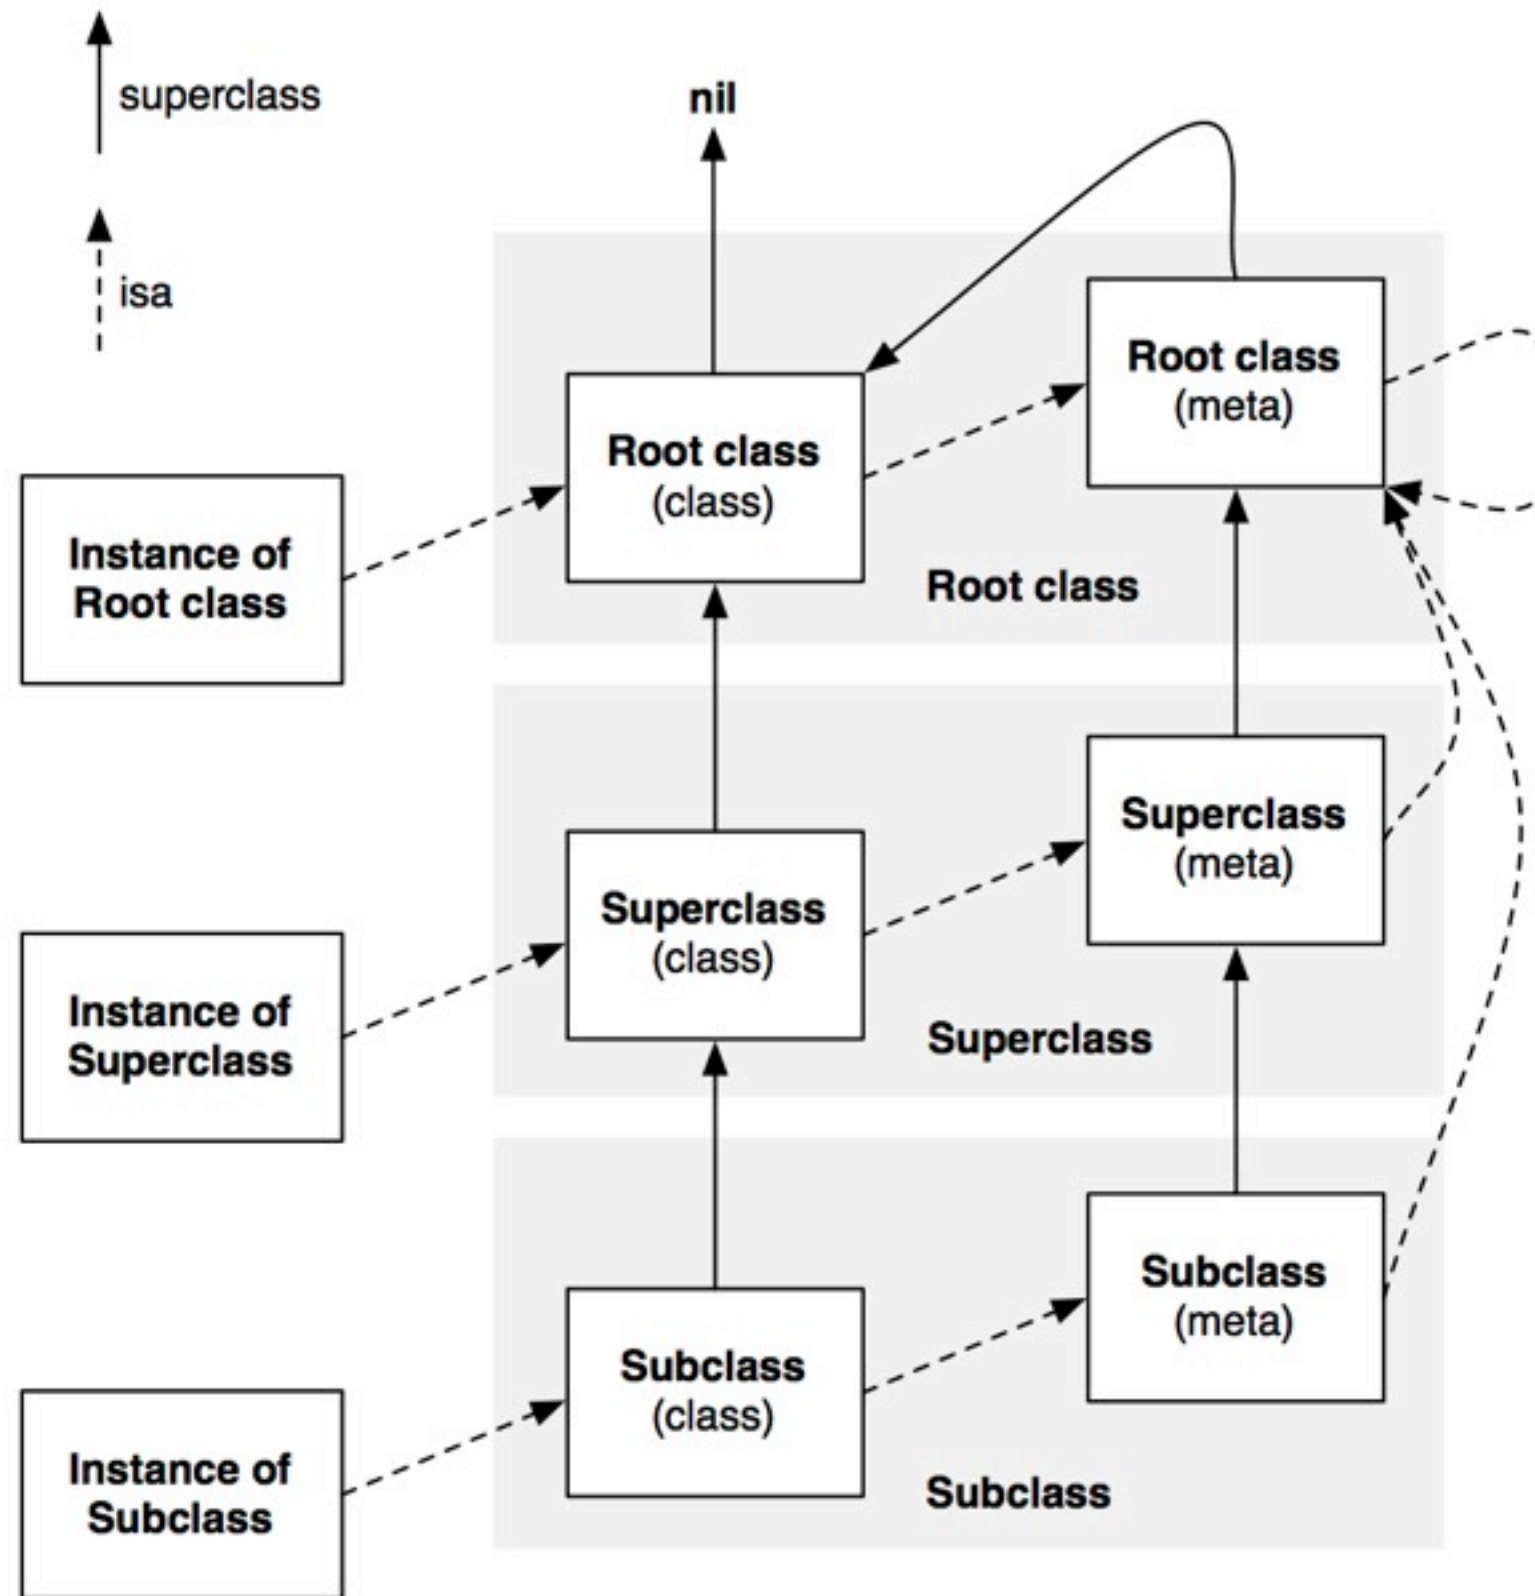 superclass
nil
isa
Root class
(meta)
Root class
(class)
Instance of
Root class
Root class
Superclass
(meta)
Superclass
(class)
Instance of
Superclass
Superclass
Subclass
(meta)
Subclass
(class)
Instance of
Subclass
Subclass